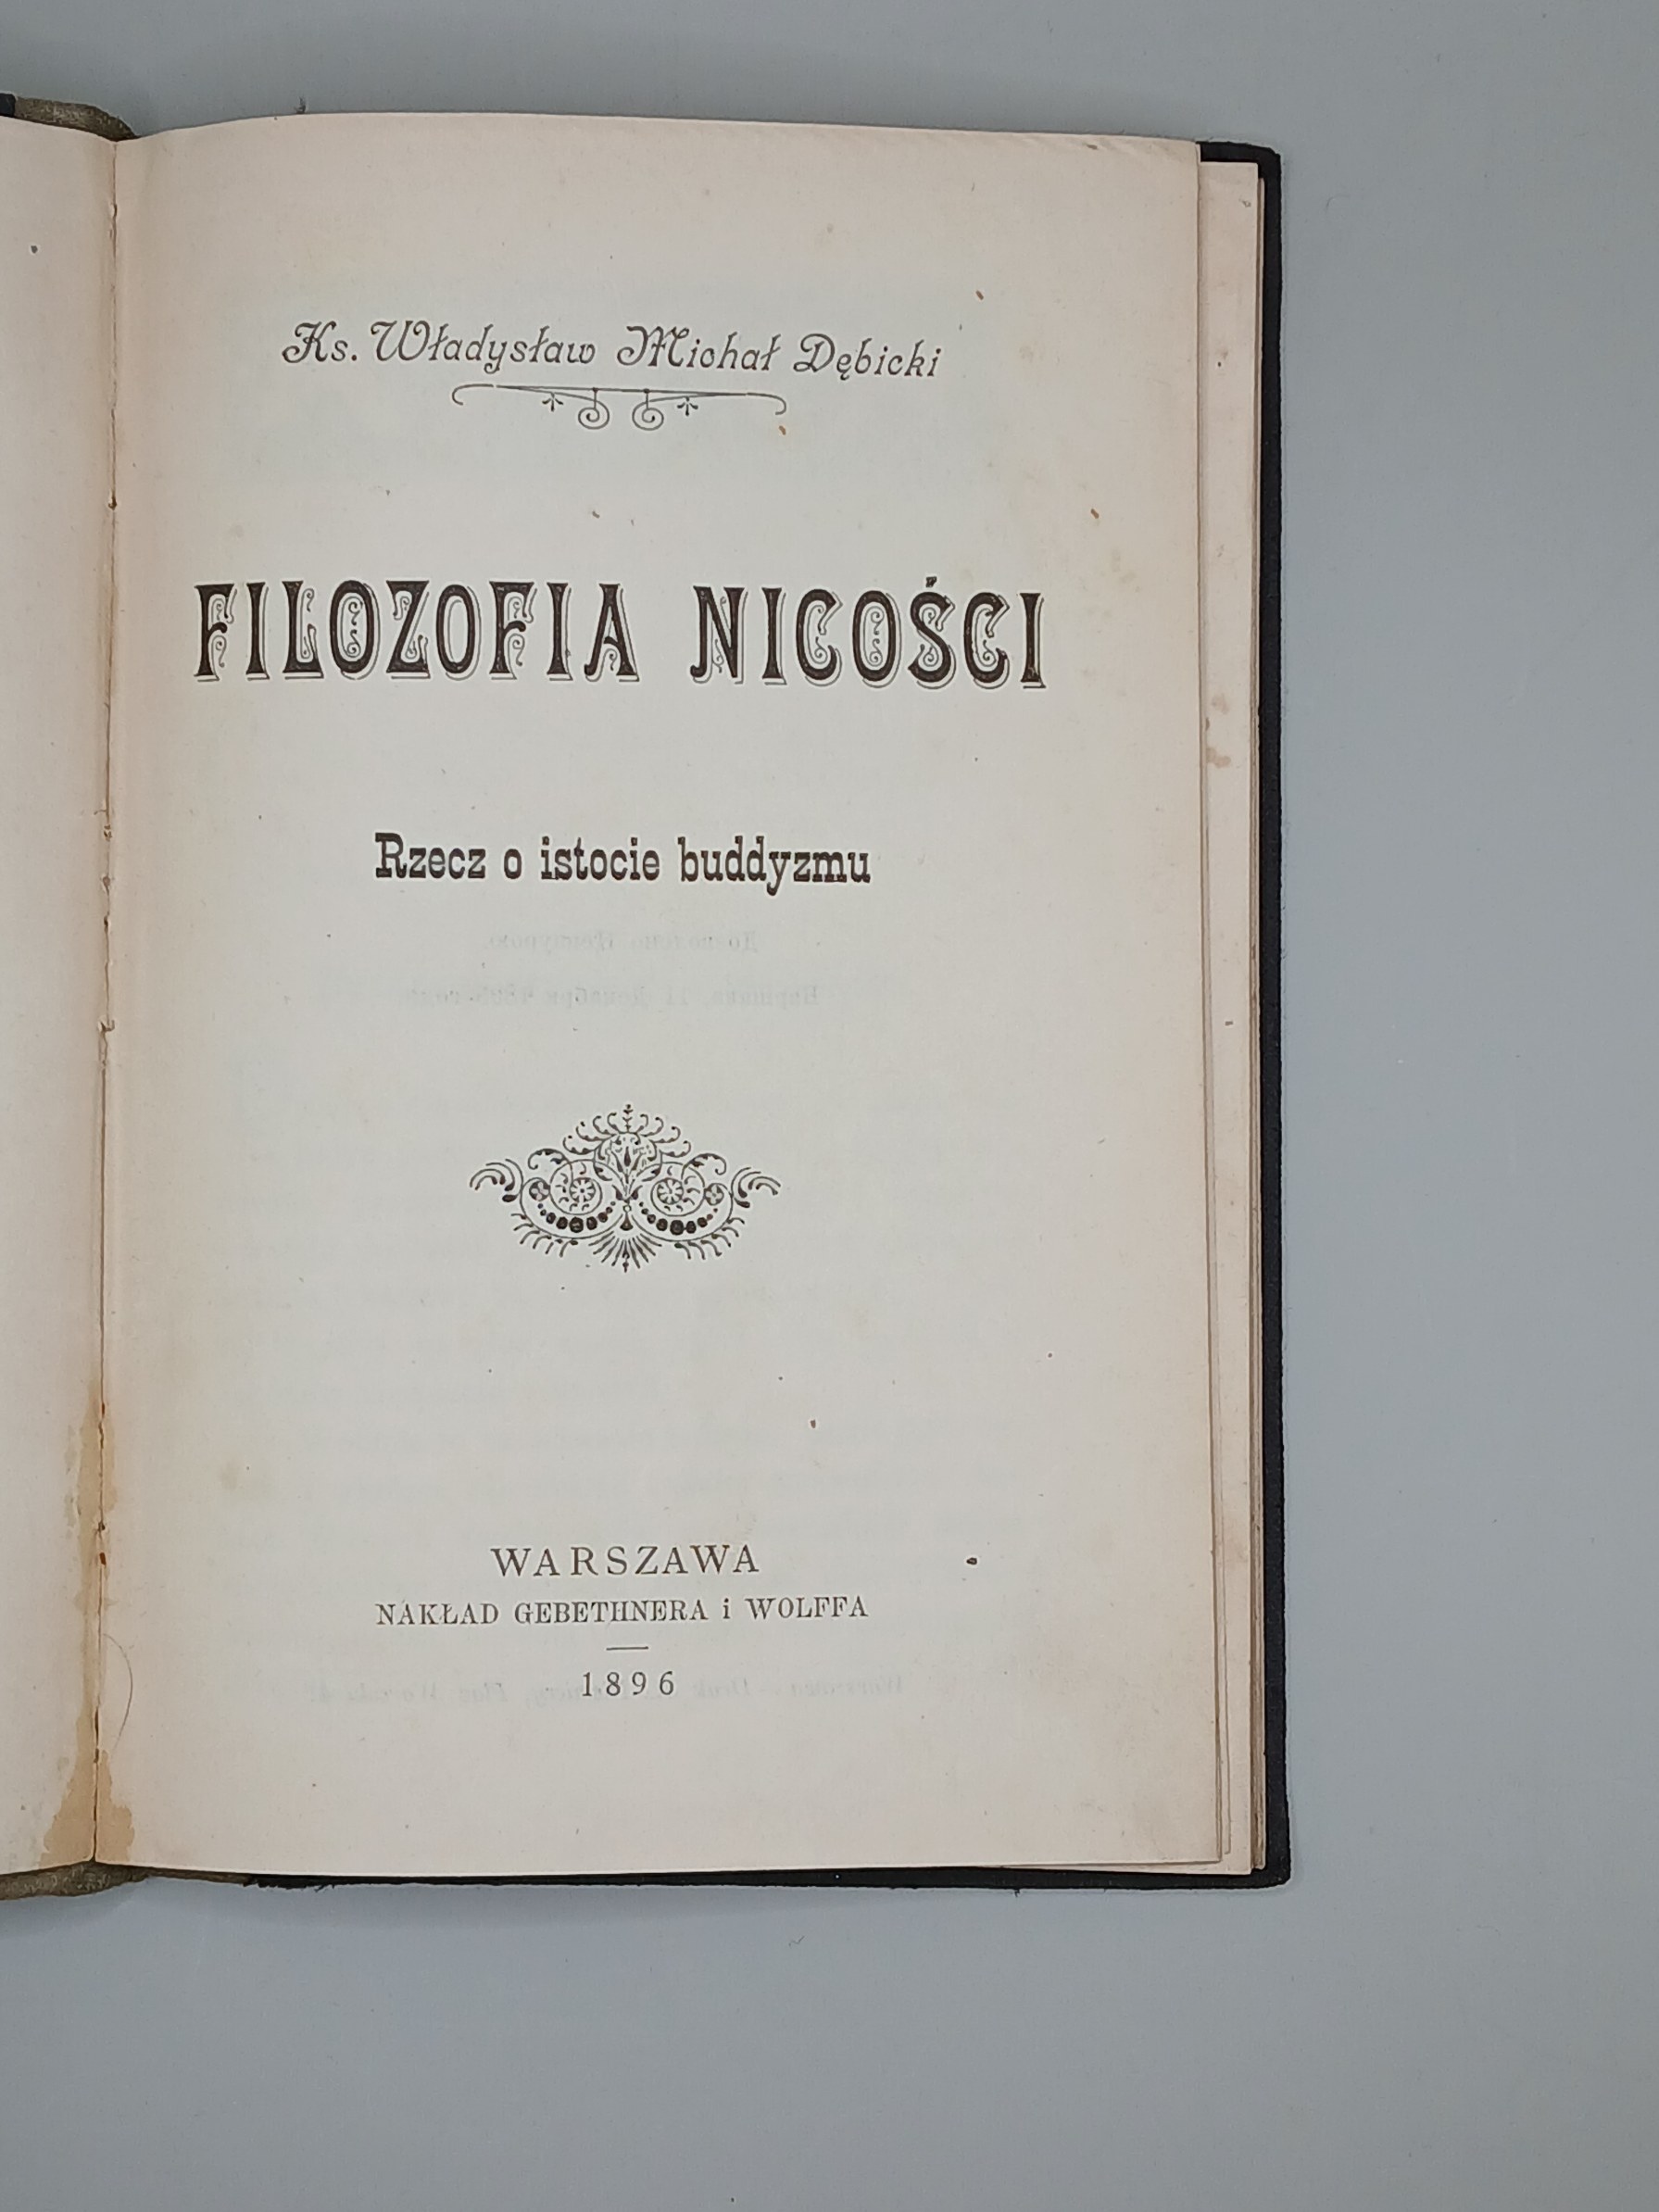 Ks. Władysław Michał Dębicki
FILOZOFIA NICOŚCI
Rzecz o istocie buddyzmu
WARSZAWA
NAKŁAD GEBETHNERA i WOLFFA
1896